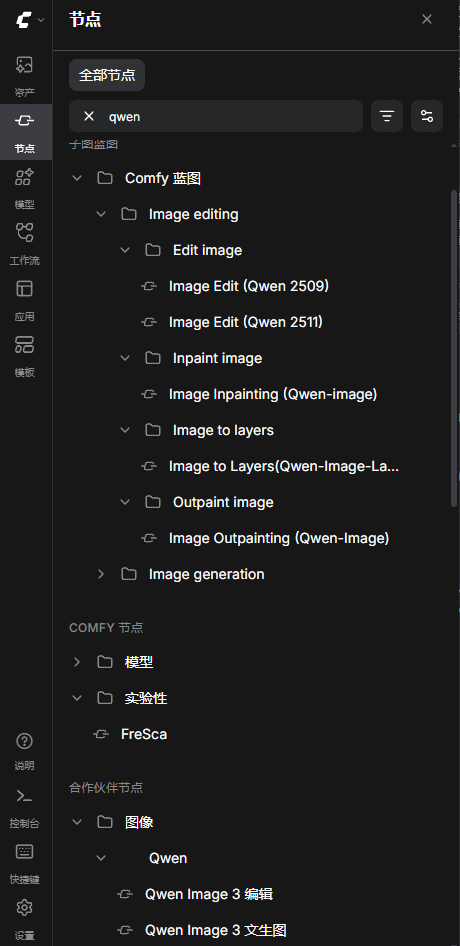 节点
资产
节点
模型
工作流
应用
模板
说明
控制台
快捷键
设置
全部节点
qwen
子图蓝图
Comfy 蓝图
Image editing
Edit image
Image Edit (Qwen 2509)
Image Edit (Qwen 2511)
Inpaint image
Image Inpainting (Qwen-image)
Image to layers
Image to Layers(Qwen-Image-La...
Outpaint image
Image Outpainting (Qwen-Image)
Image generation
COMFY 节点
模型
实验性
FreSca
合作伙伴节点
图像
Qwen
Qwen Image 3 编辑
Qwen Image 3 文生图